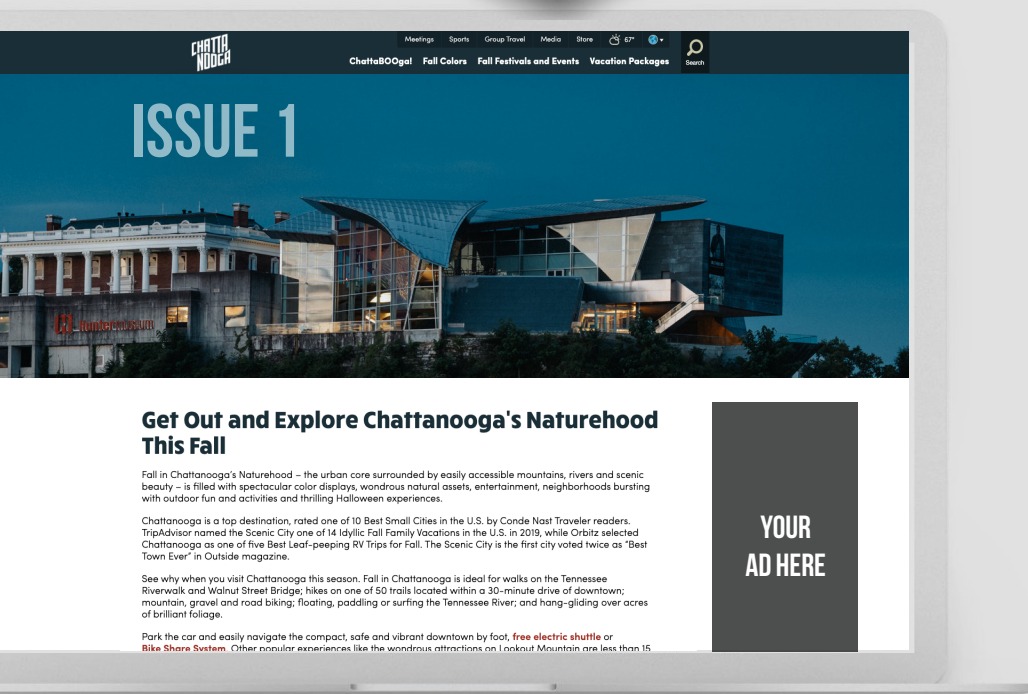 CHATTA
NOOGA
Meetings Sports Group Travel Media Store 67°
Search
ChattaBOOga! Fall Colors Fall Festivals and Events Vacation Packages
ISSUE 1
Huntermuseum
Get Out and Explore Chattanooga's Naturehood
This Fall
Fall in Chattanooga's Naturehood – the urban core surrounded by easily accessible mountains, rivers and scenic
beauty – is filled with spectacular color displays, wondrous natural assets, entertainment, neighborhoods bursting
with outdoor fun and activities and thrilling Halloween experiences.
Chattanooga is a top destination, rated one of 10 Best Small Cities in the U.S. by Conde Nast Traveler readers.
TripAdvisor named the Scenic City one of 14 Idyllic Fall Family Vacations in the U.S. in 2019, while Orbitz selected
Chattanooga as one of five Best Leaf-peeping RV Trips for Fall. The Scenic City is the first city voted twice as “Best
Town Ever” in Outside magazine.
See why when you visit Chattanooga this season. Fall in Chattanooga is ideal for walks on the Tennessee
Riverwalk and Walnut Street Bridge; hikes on one of 50 trails located within a 30-minute drive of downtown;
mountain, gravel and road biking; floating, paddling or surfing the Tennessee River; and hang-gliding over acres
of brilliant foliage.
Park the car and easily navigate the compact, safe and vibrant downtown by foot, free electric shuttle or
Bike Share System. Other popular experiences like the wondrous attractions on Lookout Mountain are less than 15
YOUR
AD HERE